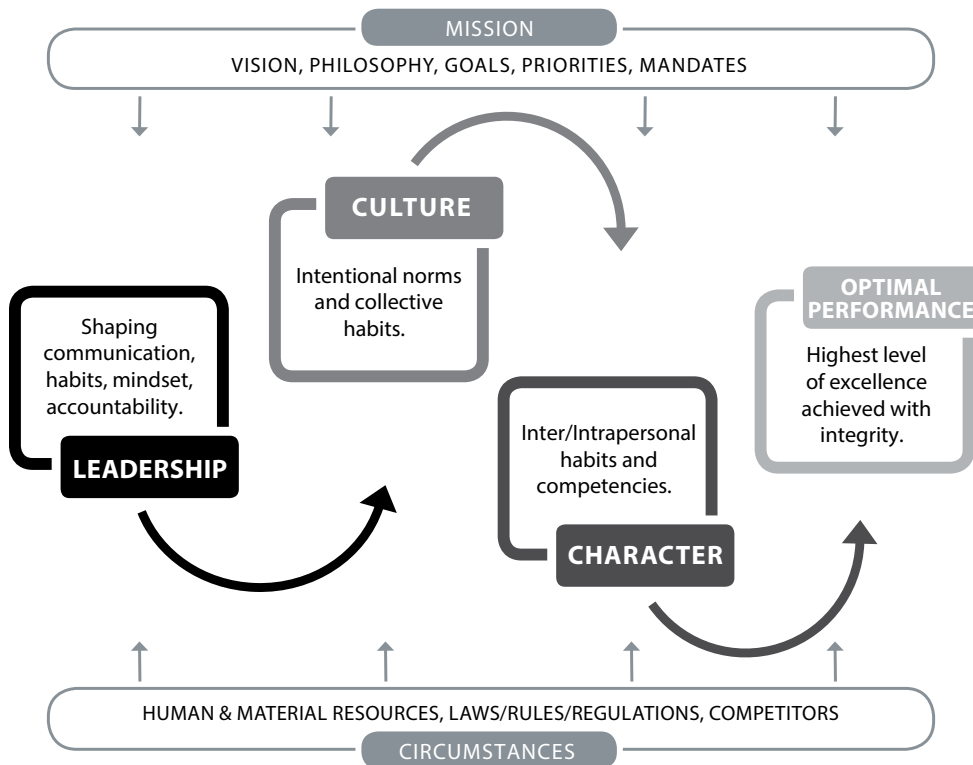 MISSION
VISION, PHILOSOPHY, GOALS, PRIORITIES, MANDATES
LEADERSHIP
Shaping
communication,
habits, mindset,
accountability.
CULTURE
Intentional norms
and collective
habits.
CHARACTER
Inter/Intrapersonal
habits and
competencies.
OPTIMAL
PERFORMANCE
Highest level
of excellence
achieved with
integrity.
HUMAN & MATERIAL RESOURCES, LAWS/RULES/REGULATIONS, COMPETITORS
CIRCUMSTANCES